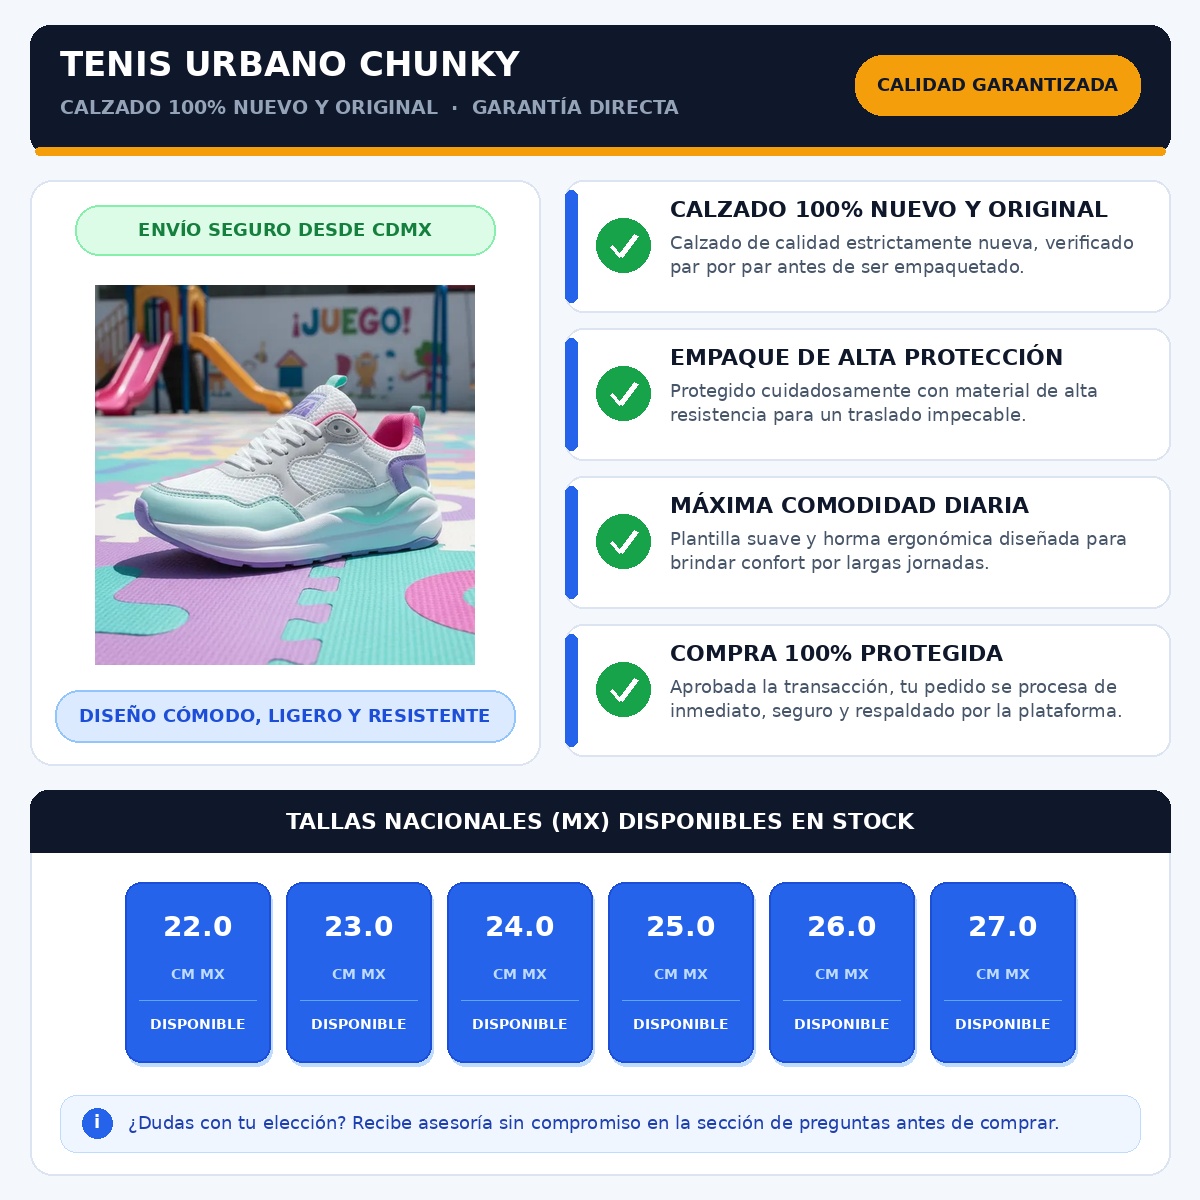 TENIS URBANO CHUNKY
CALZADO 100% NUEVO Y ORIGINAL · GARANTÍA DIRECTA
CALIDAD GARANTIZADA
ENVÍO SEGURO DESDE CDMX
¡JUEGO!
DISEÑO CÓMODO, LIGERO Y RESISTENTE
CALZADO 100% NUEVO Y ORIGINAL
Calzado de calidad estrictamente nueva, verificado
par por par antes de ser empaquetado.
EMPAQUE DE ALTA PROTECCIÓN
Protegido cuidadosamente con material de alta
resistencia para un traslado impecable.
MÁXIMA COMODIDAD DIARIA
Plantilla suave y horma ergonómica diseñada para
brindar confort por largas jornadas.
COMPRA 100% PROTEGIDA
Aprobada la transacción, tu pedido se procesa de
inmediato, seguro y respaldado por la plataforma.
TALLAS NACIONALES (MX) DISPONIBLES EN STOCK
22.0
CM MX
DISPONIBLE
23.0
CM MX
DISPONIBLE
24.0
CM MX
DISPONIBLE
25.0
CM MX
DISPONIBLE
26.0
CM MX
DISPONIBLE
27.0
CM MX
DISPONIBLE
i
¿Dudas con tu elección? Recibe asesoría sin compromiso en la sección de preguntas antes de comprar.